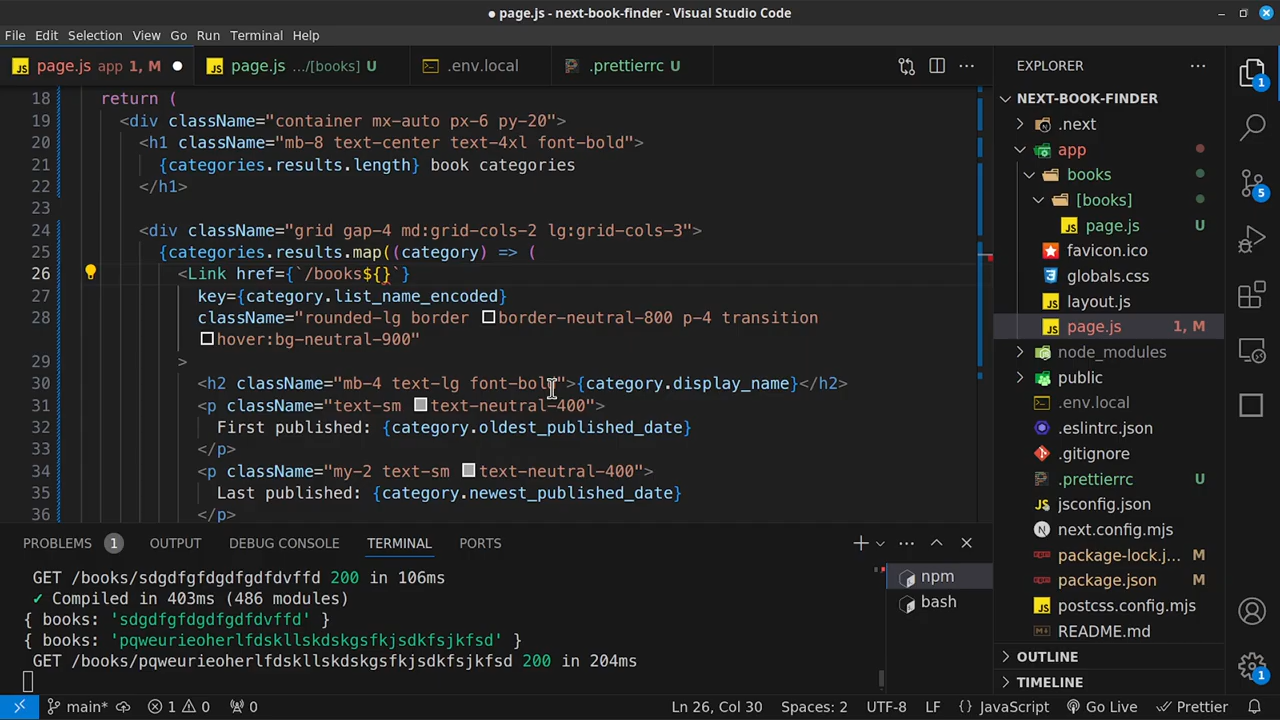 ● page.js - next-book-finder - Visual Studio Code
File Edit Selection View Go Run Terminal Help
JS page.js app 1, M ●
JS page.js .../[books] U
.env.local
.prettierrc U
EXPLORER
18 return (
19 <div className="container mx-auto px-6 py-20">
20 <h1 className="mb-8 text-center text-4xl font-bold">
21 {categories.results.length} book categories
22 </h1>
23
24 <div className="grid gap-4 md:grid-cols-2 lg:grid-cols-3">
25 {categories.results.map((category) => (
26 <Link href={`/books${}`}
27 key={category.list_name_encoded}
28 className="rounded-lg border border-neutral-800 p-4 transition
hover:bg-neutral-900"
29 >
30 <h2 className="mb-4 text-lg font-bold">{category.display_name}</h2>
31 <p className="text-sm text-neutral-400">
32 First published: {category.oldest_published_date}
33 </p>
34 <p className="my-2 text-sm text-neutral-400">
35 Last published: {category.newest_published_date}
36 </p>
NEXT-BOOK-FINDER
.next
app
books
[books]
JS page.js U
favicon.ico
globals.css
JS layout.js
JS page.js 1, M
node_modules
public
.env.local
.eslintrc.json
.gitignore
.prettierrc U
JS jsconfig.json
N next.config.mjs
package-lock.j... M
package.json M
postcss.config.mjs
README.md
OUTLINE
TIMELINE
1
5
1
PROBLEMS 1 OUTPUT DEBUG CONSOLE TERMINAL PORTS
GET /books/sdgdfgfdgdfgdfdvffd 200 in 106ms
✓ Compiled in 403ms (486 modules)
{ books: 'sdgdfgfdgdfgdfdvffd' }
{ books: 'pqweurieoherlfdskllskdskgsfkjsdkfsjkfsd' }
GET /books/pqweurieoherlfdskllskdskgsfkjsdkfsjkfsd 200 in 204ms
npm
bash
main* 1 0 0 Ln 26, Col 30 Spaces: 2 UTF-8 LF {} JavaScript Go Live Prettier